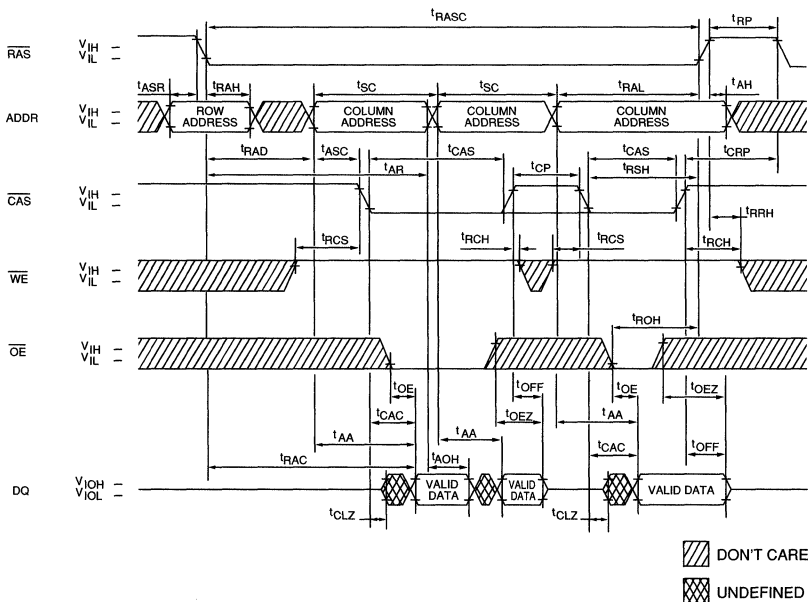 tRASC
tRP
RAS
VIH
VIL
tASR
tRAH
tSC
tSC
tRAL
tAH
ADDR
VIH
VIL
ROW ADDRESS
COLUMN ADDRESS
COLUMN ADDRESS
COLUMN ADDRESS
tRAD
tASC
tCAS
tCP
tCAS
tCRP
tAR
tRSH
CAS
VIH
VIL
tRRH
tRCS
tRCH
tRCS
tRCH
WE
VIH
VIL
tROH
OE
VIH
VIL
tOE
tOFF
tOE
tOEZ
tCAC
tOEZ
tAA
tAA
tAA
tCAC
tOFF
tRAC
tAOH
DQ
VIOH
VIOL
VALID DATA
VALID DATA
VALID DATA
tCLZ
tCLZ
DON'T CARE
UNDEFINED